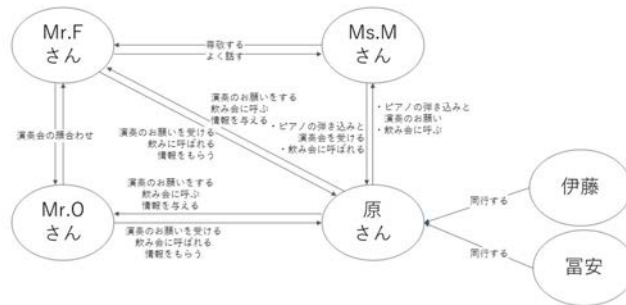 Mr.F
さん
Ms.M
さん
尊敬する
よく話す
演奏のお願いをする
飲み会に呼ぶ
情報を与える
・ピアノの弾き込みと
演奏会を受ける
・飲み会に呼ばれる
・ピアノの弾き込みと
演奏のお願い
・飲み会に呼ぶ
演奏会の顔合わせ
演奏のお願いを受ける
飲みに呼ばれる
情報をもらう
演奏のお願いをする
飲み会に呼ぶ
情報を与える
Mr.O
さん
原
さん
演奏のお願いを受ける
飲み会に呼ばれる
情報をもらう
同行する
伊藤
同行する
冨安